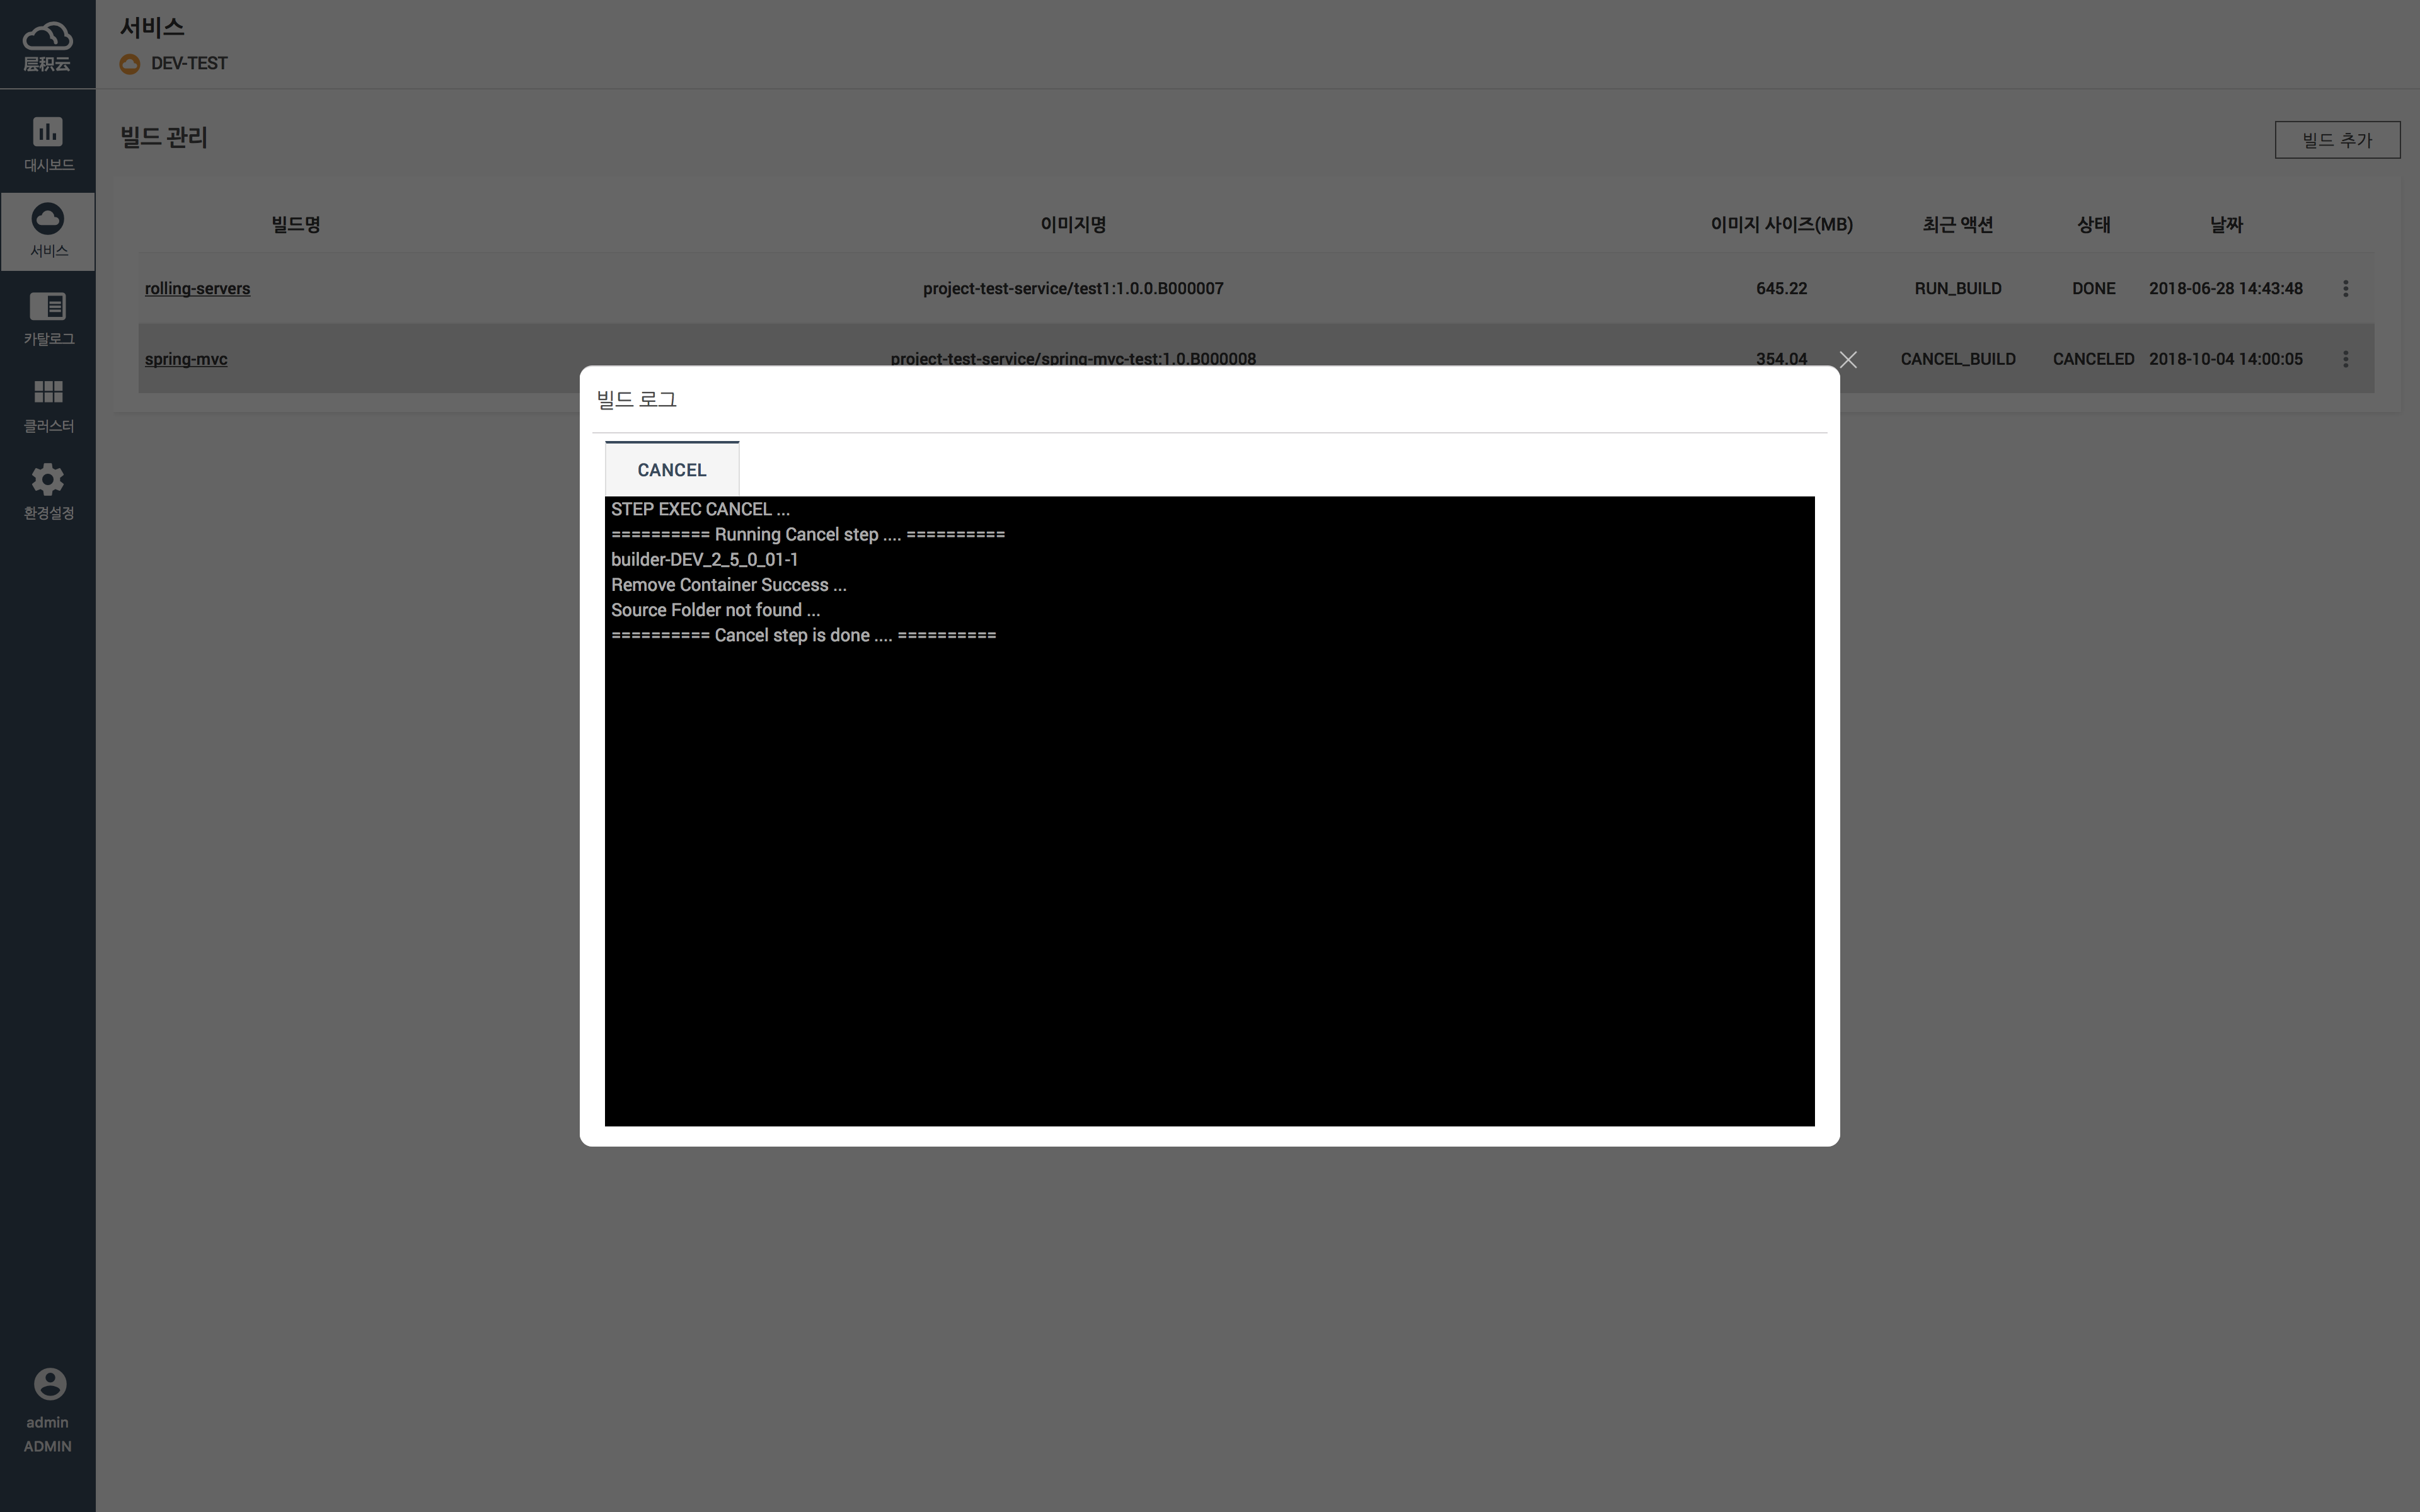 层积云
서비스
DEV-TEST
대시보드
서비스
카탈로그
클러스터
환경설정
admin
ADMIN
빌드 관리
빌드 추가
빌드명 이미지명 이미지 사이즈(MB) 최근 액션 상태 날짜
rolling-servers project-test-service/test1:1.0.0.B000007 645.22 RUN_BUILD DONE 2018-06-28 14:43:48
spring-mvc project-test-service/spring-mvc-test:1.0.B000008 354.04 CANCEL_BUILD CANCELED 2018-10-04 14:00:05
빌드 로그
CANCEL
STEP EXEC CANCEL ...
========== Running Cancel step .... ==========
builder-DEV_2_5_0_01-1
Remove Container Success ...
Source Folder not found ...
========== Cancel step is done .... ==========